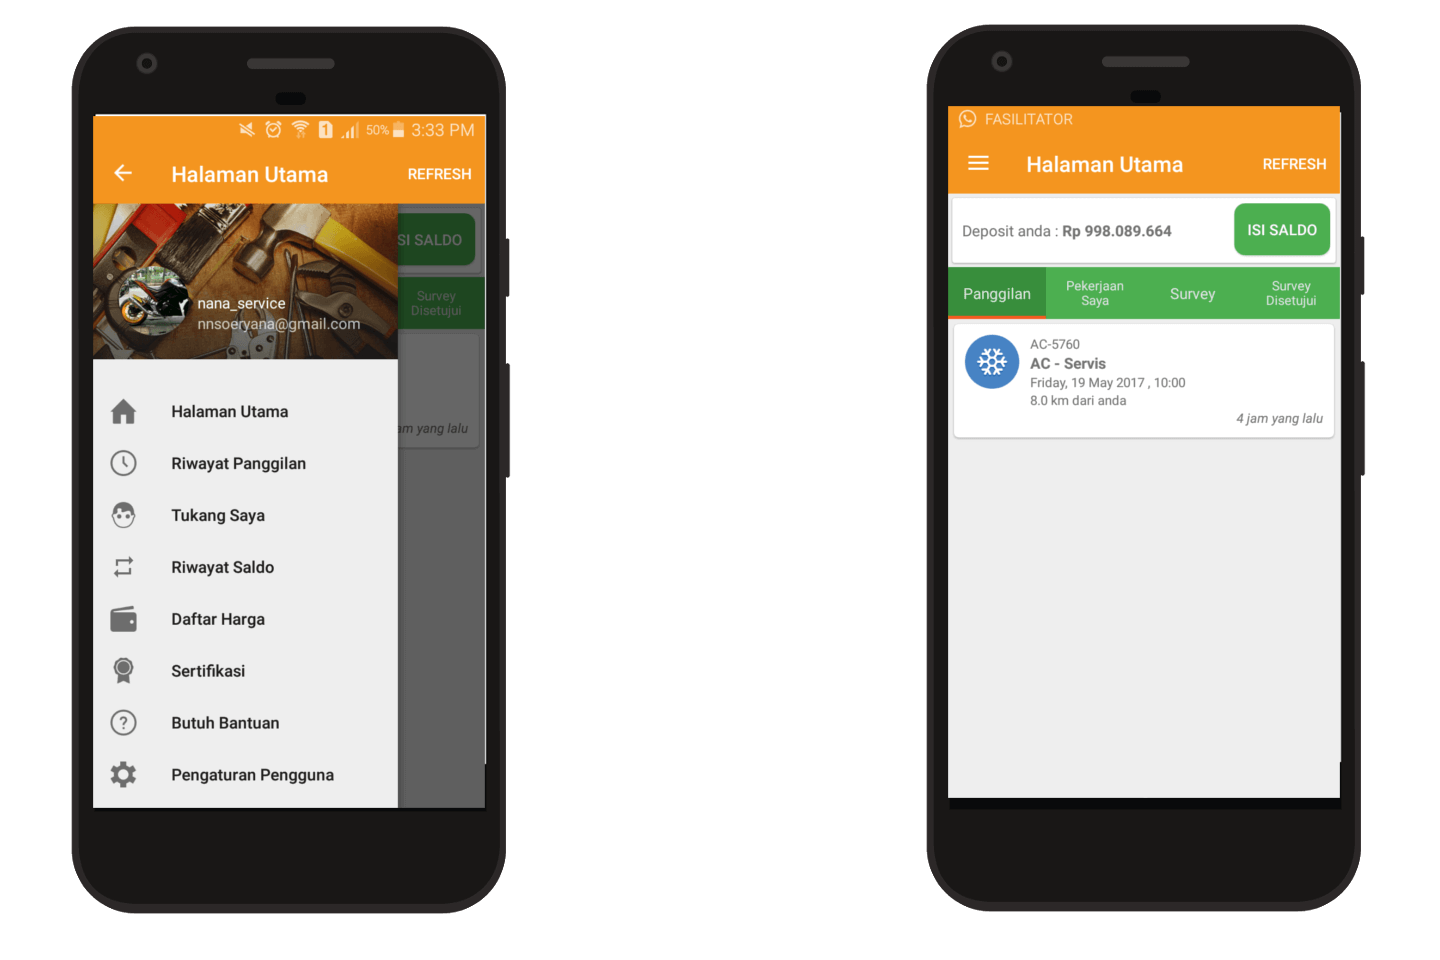 50% 3:33 PM
Halaman Utama REFRESH
SI SALDO
nana_service
nnsoeryana@gmail.com
Survey
Disetujui
Halaman Utama
am yang lalu
Riwayat Panggilan
Tukang Saya
Riwayat Saldo
Daftar Harga
Sertifikasi
Butuh Bantuan
Pengaturan Pengguna
FASILITATOR
Halaman Utama REFRESH
Deposit anda : Rp 998.089.664 ISI SALDO
Panggilan
Pekerjaan
Saya
Survey
Survey
Disetujui
AC-5760
AC - Servis
Friday, 19 May 2017 , 10:00
8.0 km dari anda
4 jam yang lalu